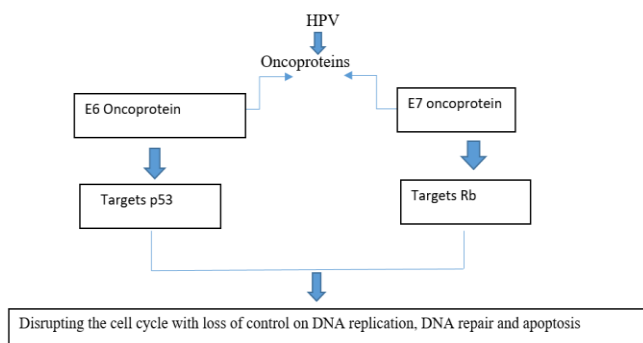 HPV
Oncoproteins
E6 Oncoprotein
E7 oncoprotein
Targets p53
Targets Rb
Disrupting the cell cycle with loss of control on DNA replication, DNA repair and apoptosis